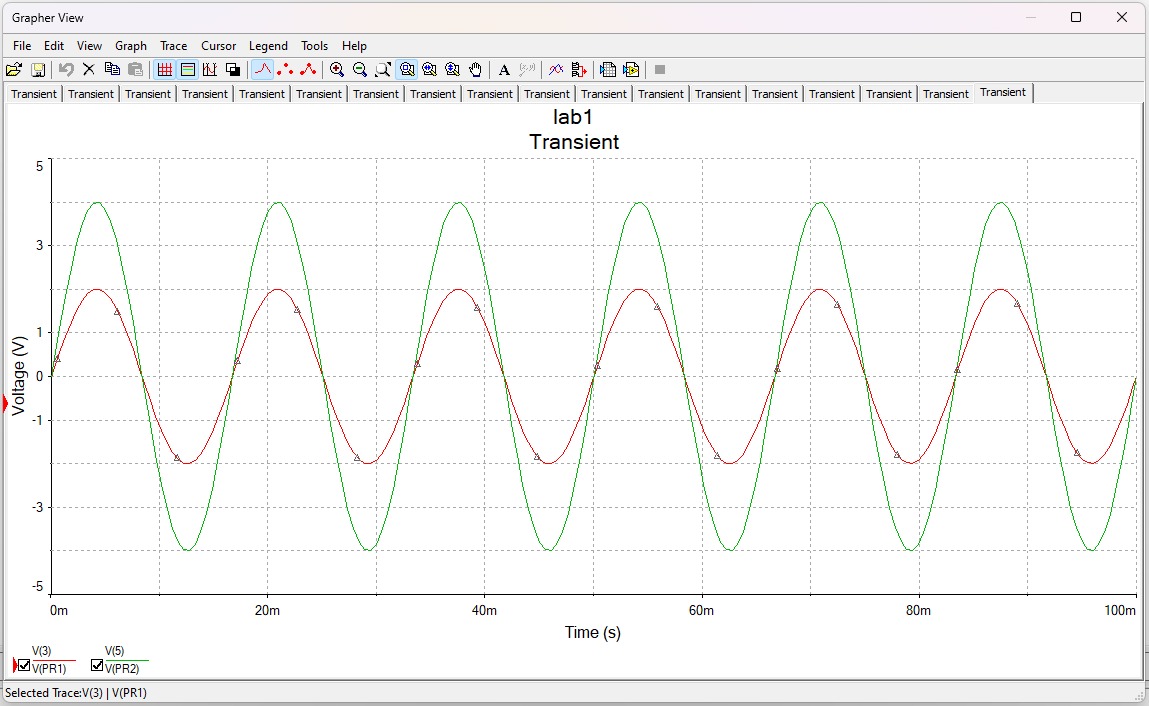 Grapher View
File Edit View Graph Trace Cursor Legend Tools Help
A
Transient Transient Transient Transient Transient Transient Transient Transient Transient Transient Transient Transient Transient Transient Transient Transient Transient Transient
lab1
Transient
5
3
1
0
-1
-3
-5
Voltage (V)
0m 20m 40m 60m 80m 100m
Time (s)
V(3) V(5)
V(PR1) V(PR2)
Selected Trace:V(3) | V(PR1)